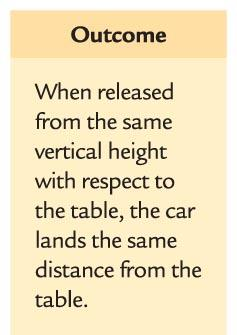 Outcome
When released
from the same
vertical height
with respect to
the table, the car
lands the same
distance from the
table.